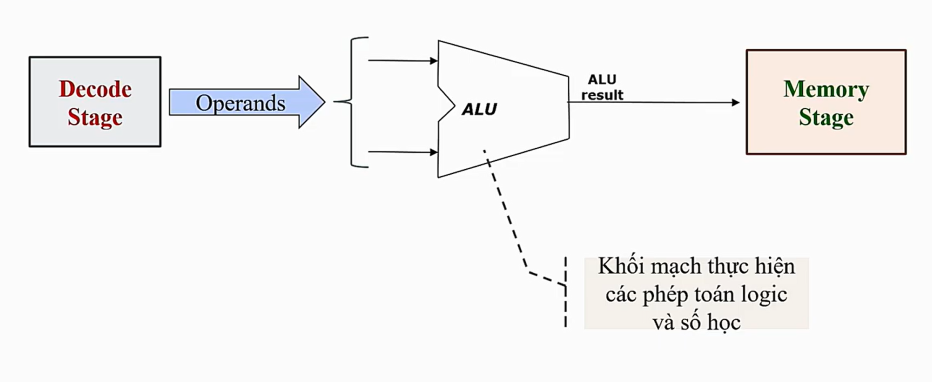 Decode
Stage
Operands
ALU
ALU
result
Memory
Stage
Khối mạch thực hiện
các phép toán logic
và số học